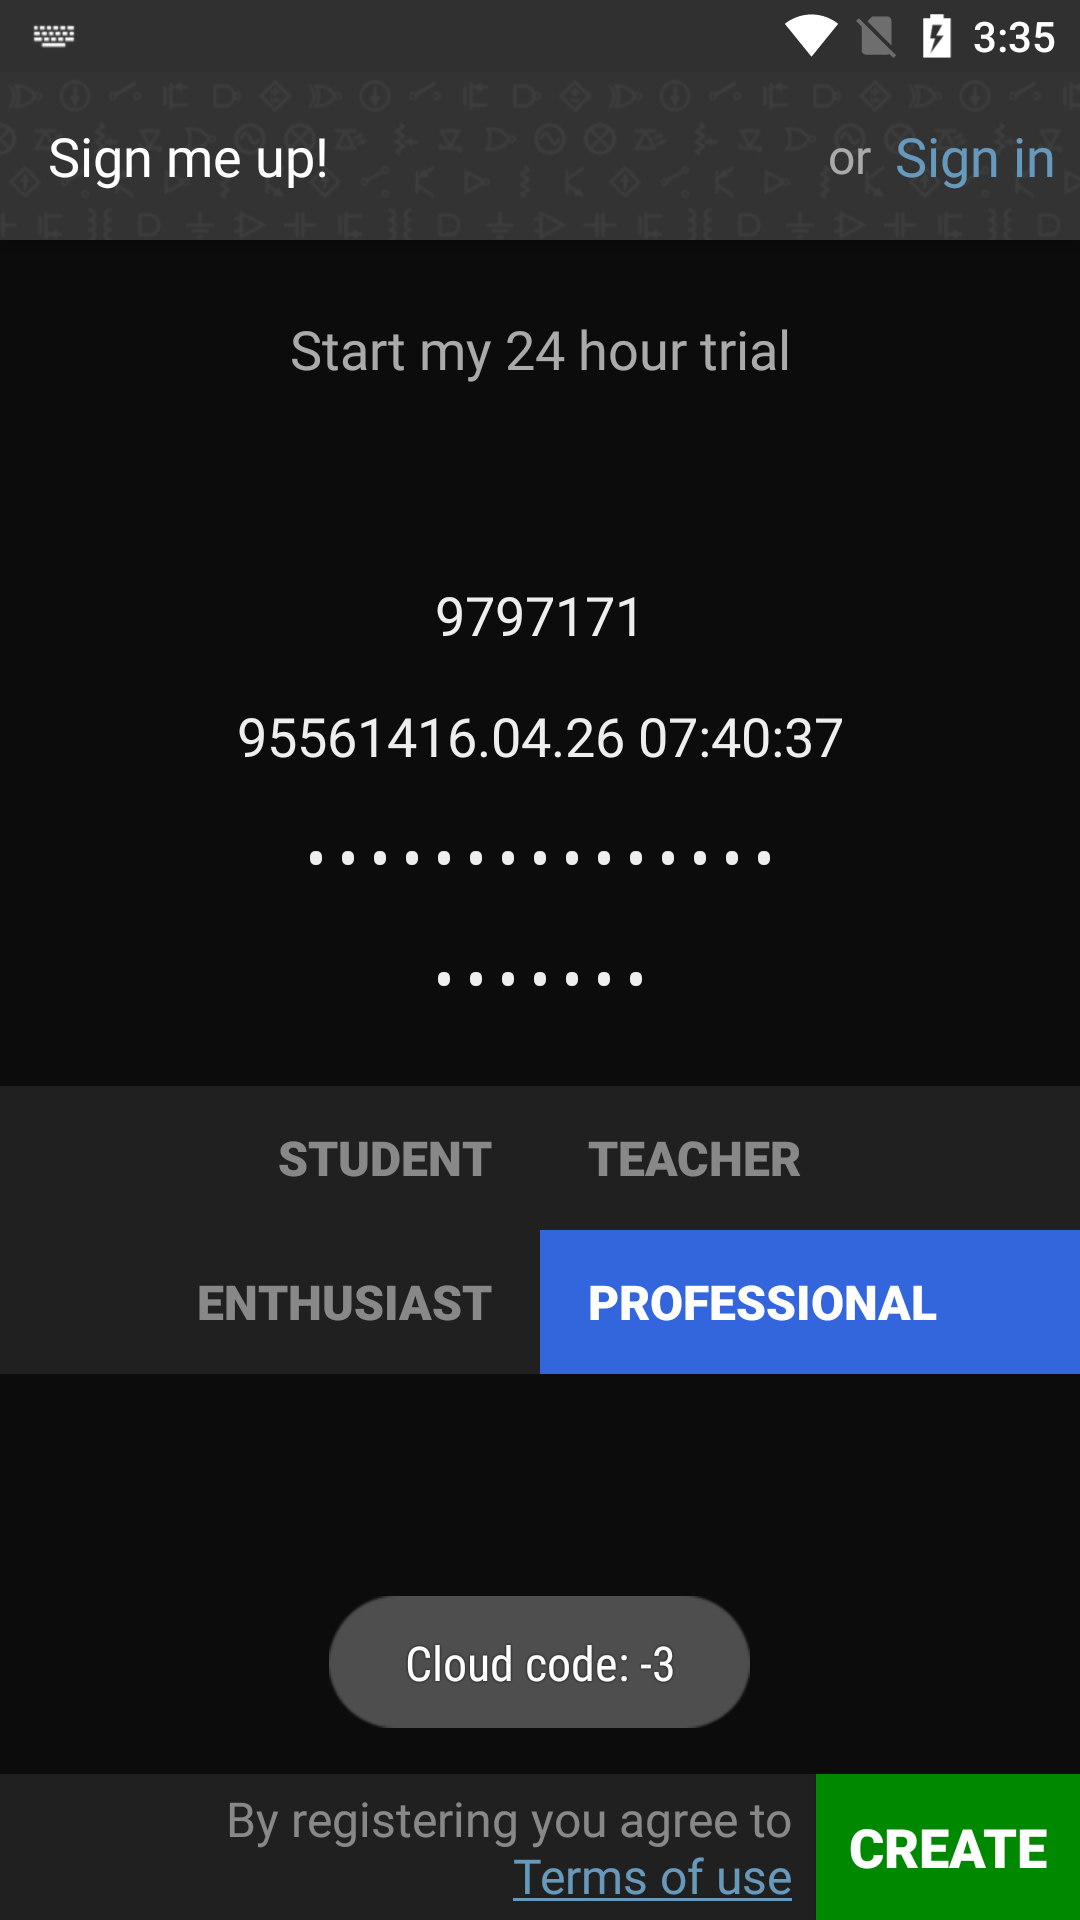 3:35
Sign me up!
or Sign in
Start my 24 hour trial
9797171
95561416.04.26 07:40:37
•••••••••••••••
•••••••
STUDENT
TEACHER
ENTHUSIAST
PROFESSIONAL
Cloud code: -3
By registering you agree to
Terms of use
CREATE